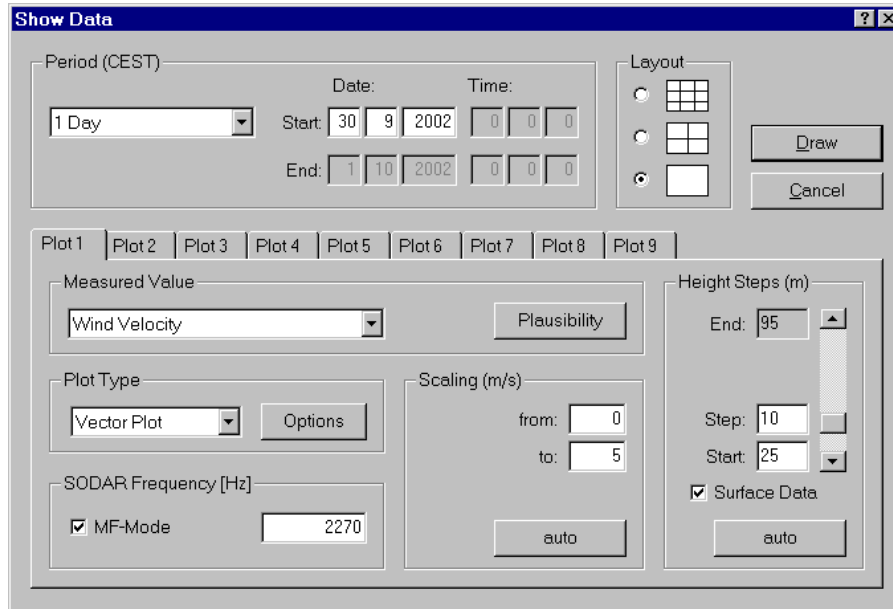 Show Data
Period (CEST)
Date: Time:
1 Day
Start: 30 9 2002 0 0 0
End: 1 10 2002 0 0 0
Layout
Draw
Cancel
Plot 1 Plot 2 Plot 3 Plot 4 Plot 5 Plot 6 Plot 7 Plot 8 Plot 9
Measured Value
Wind Velocity
Plausibility
Plot Type
Vector Plot
Options
SODAR Frequency [Hz]
MF-Mode 2270
Scaling (m/s)
from: 0
to: 5
auto
Height Steps (m)
End: 95
Step: 10
Start: 25
Surface Data
auto